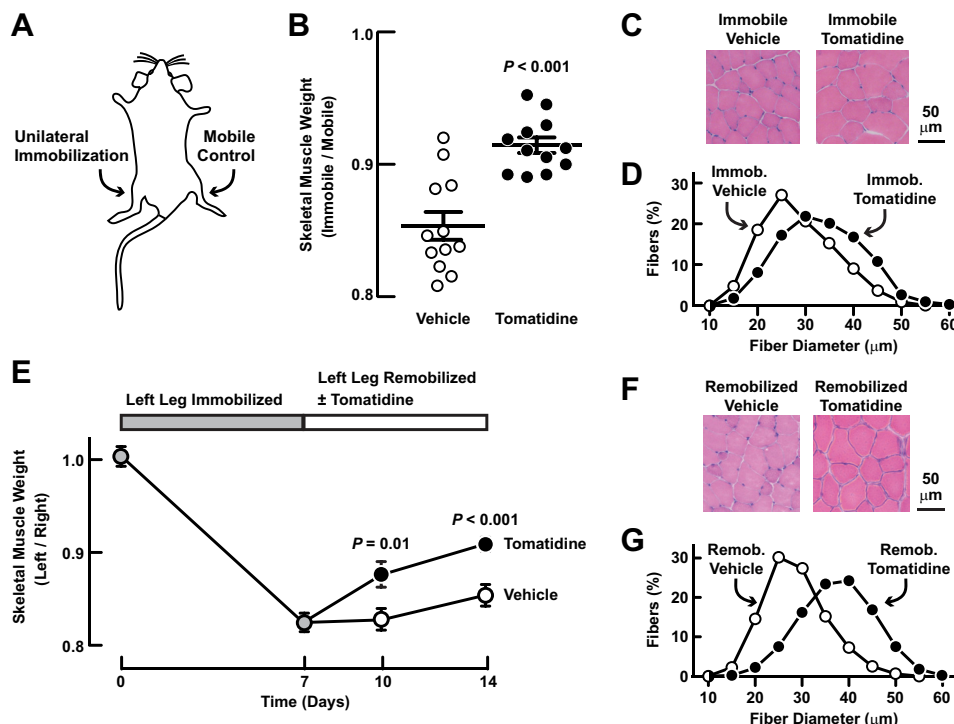 A
Unilateral
Immobilization
Mobile
Control
B
Skeletal Muscle Weight
(Immobile / Mobile)
1.0
0.9
0.8
P < 0.001
Vehicle
Tomatidine
C
Immobile
Vehicle
Immobile
Tomatidine
50
μm
D
Fibers (%)
30
20
10
0
Immob.
Vehicle
Immob.
Tomatidine
10 20 30 40 50 60
Fiber Diameter (μm)
E
Left Leg Immobilized
Left Leg Remobilized
± Tomatidine
Skeletal Muscle Weight
(Left / Right)
1.0
0.9
0.8
P = 0.01
P < 0.001
Tomatidine
Vehicle
0 7 10 14
Time (Days)
F
Remobilized
Vehicle
Remobilized
Tomatidine
50
μm
G
Fibers (%)
30
20
10
0
Remob.
Vehicle
Remob.
Tomatidine
10 20 30 40 50 60
Fiber Diameter (μm)